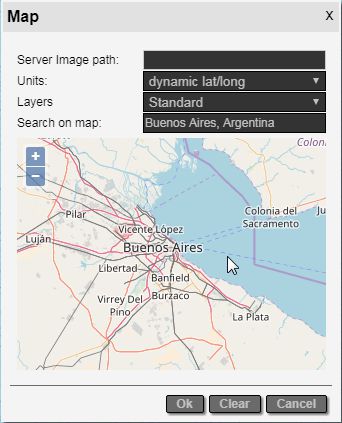 Map X
Server Image path:
Units: dynamic lat/long
Layers Standard
Search on map: Buenos Aires, Argentina
+
−
Coloni
Pilar
Vicente López
Colonia del
Sacramento
Ju
Luján
Buenos Aires
Libertad
Banfield
Virrey Del
Pino
Burzaco
La Plata
Ok Clear Cancel